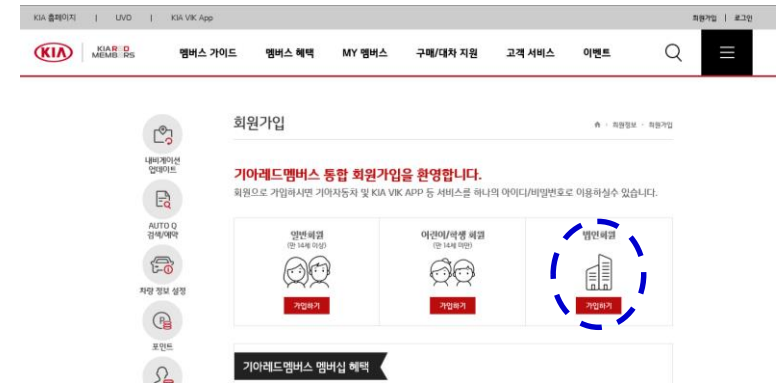 KIA 홈페이지 | UVO | KIA VIK App 회원가입 | 로그인
KIA KIA RED MEMBERS 멤버스 가이드 멤버스 혜택 MY 멤버스 구매/대차 지원 고객 서비스 이벤트
회원가입 회원정보 회원가입
내비게이션
업데이트
AUTO Q
검색/예약
차량 정보 설정
포인트
기아레드멤버스 통합 회원가입을 환영합니다.
회원으로 가입하시면 기아자동차 및 KIA VIK APP 등 서비스를 하나의 아이디/비밀번호로 이용하실수 있습니다.
일반회원
(만 14세 이상)
가입하기
어린이/학생 회원
(만 14세 미만)
가입하기
법인회원
가입하기
기아레드멤버스 멤버십 혜택